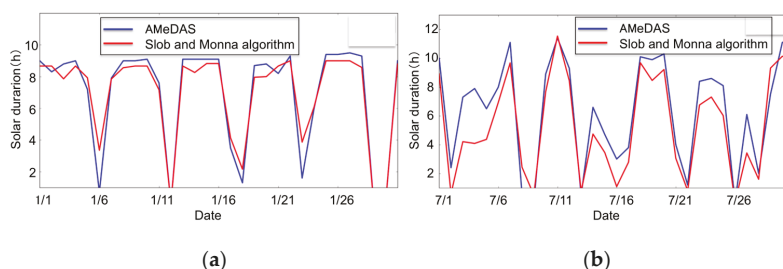 AMeDAS
Slob and Monna algorithm
Solar durarion(h)
10
8
6
4
2
1/1
1/6
1/11
1/16
1/21
1/26
Date
(a)
AMeDAS
Slob and Monna algorithm
Solar duration(h)
12
10
8
6
4
2
7/1
7/6
7/11
7/16
7/21
7/26
Date
(b)